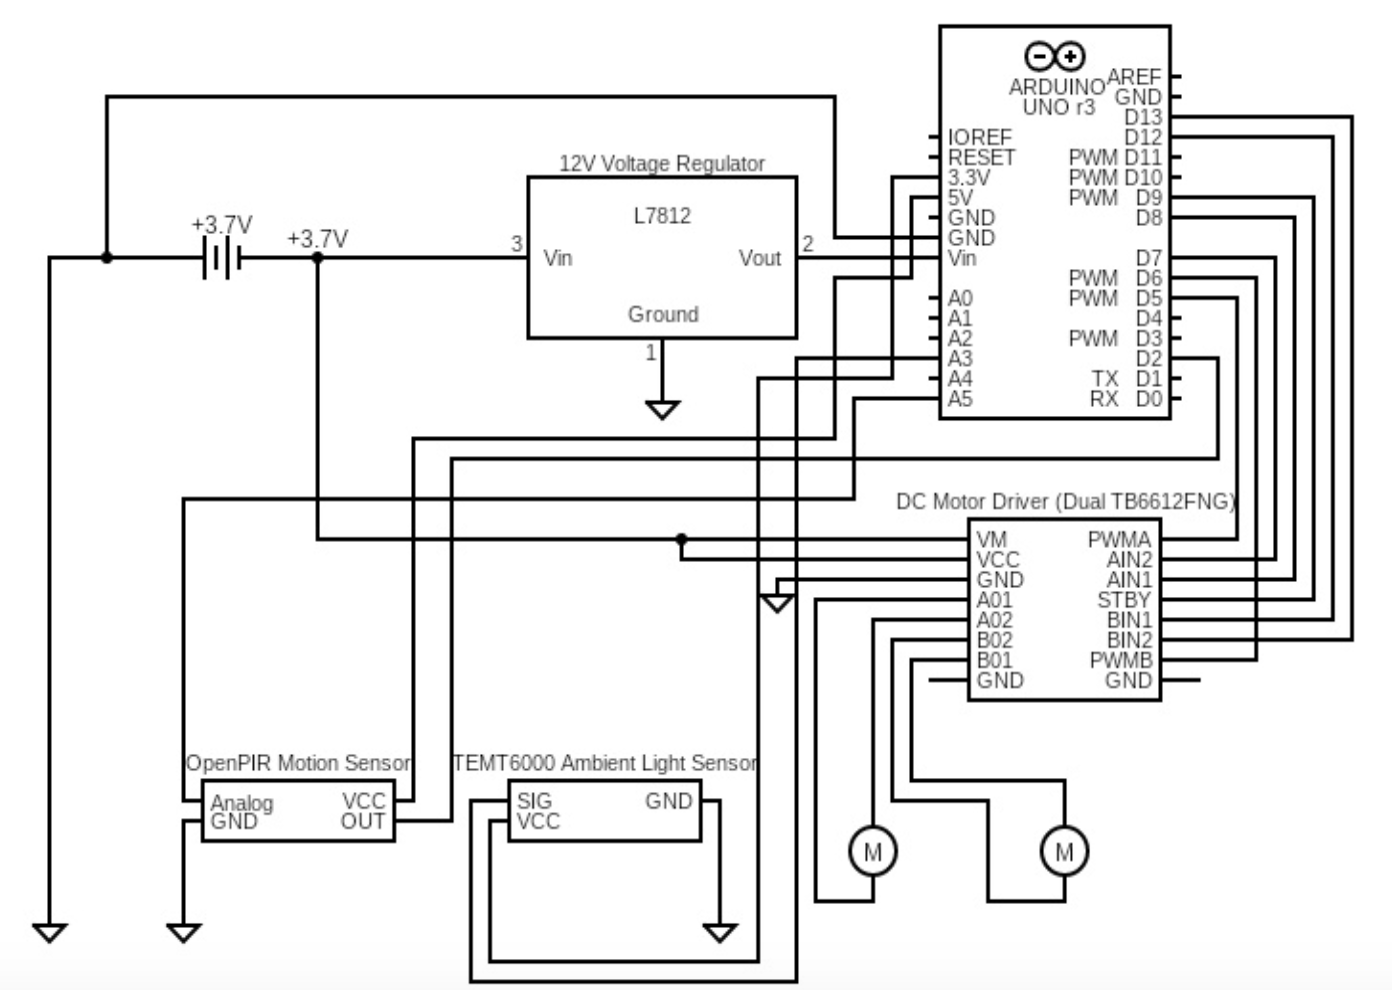 ARDUINO
UNO r3
AREF
GND
D13
D12
PWM D11
PWM D10
PWM D9
D8
D7
PWM D6
PWM D5
D4
PWM D3
D2
TX D1
RX D0
IOREF
RESET
3.3V
5V
GND
GND
Vin
A0
A1
A2
A3
A4
A5
12V Voltage Regulator
L7812
3
Vin
Vout
2
Ground
1
+3.7V
+3.7V
DC Motor Driver (Dual TB6612FNG)
VM
VCC
GND
A01
A02
B02
B01
GND
PWMA
AIN2
AIN1
STBY
BIN1
BIN2
PWMB
GND
OpenPIR Motion Sensor
Analog
GND
VCC
OUT
TEMT6000 Ambient Light Sensor
SIG
VCC
GND
M
M